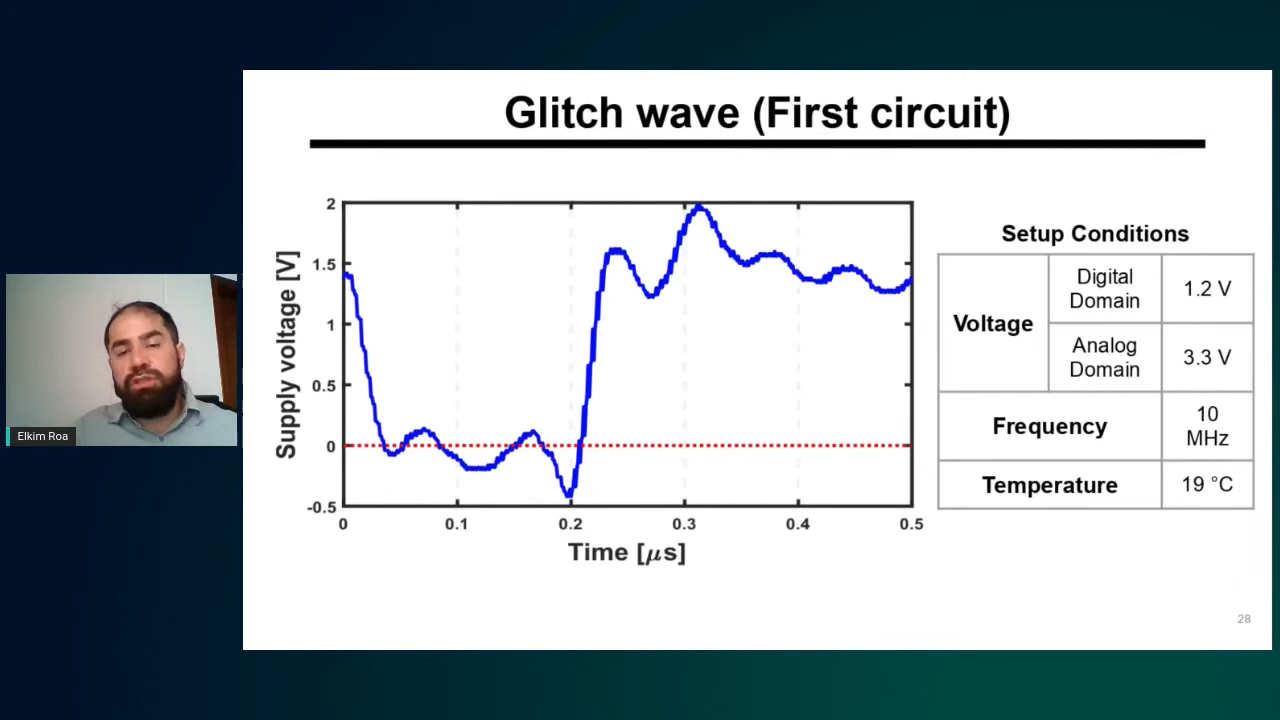 Glitch wave (First circuit)
Supply voltage [V]
2
1.5
1
0.5
0
-0.5
0 0.1 0.2 0.3 0.4 0.5
Time [μs]
Setup Conditions
Voltage
Digital
Domain
1.2 V
Analog
Domain
3.3 V
Frequency
10
MHz
Temperature
19 °C
Elkim Roa
28